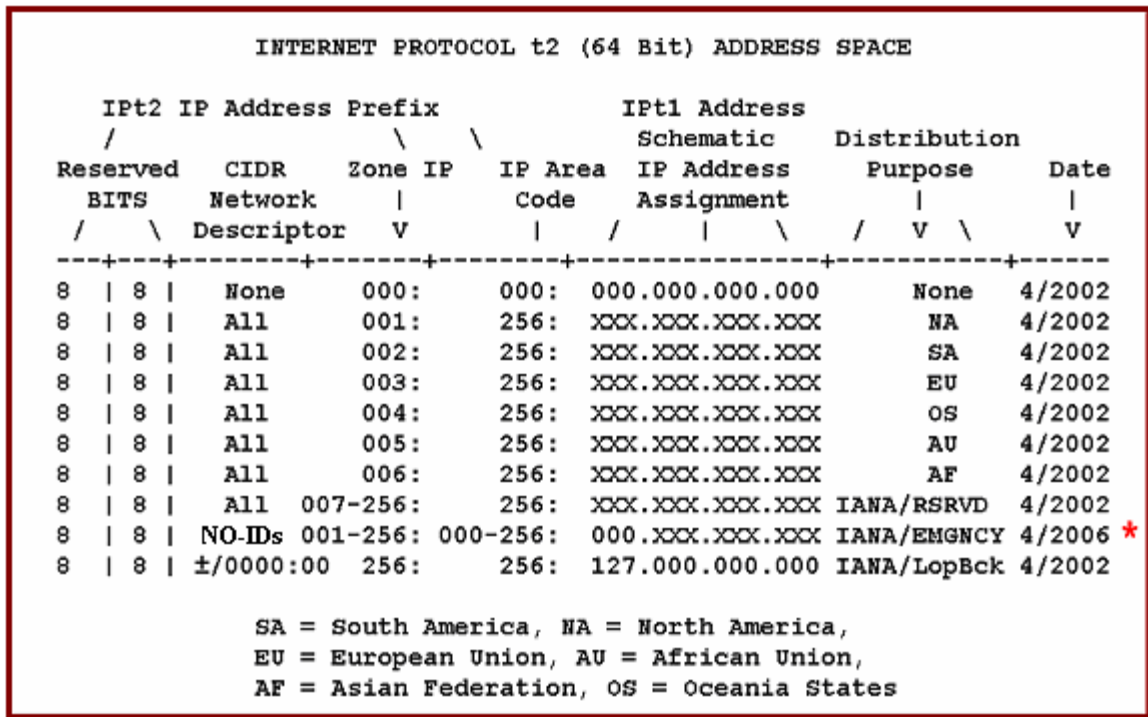 INTERNET PROTOCOL t2 (64 Bit) ADDRESS SPACE
IPt2 IP Address Prefix IPt1 Address
/ \ \ Schematic Distribution
Reserved CIDR Zone IP IP Area IP Address Purpose Date
BITS Network | Code Assignment | |
/ \ Descriptor V | / | \ / V \ V
---+---+--------+-------+--------+----------------+-----------+------
8 | 8 | None 000: 000: 000.000.000.000 None 4/2002
8 | 8 | All 001: 256: XXX.XXX.XXX.XXX NA 4/2002
8 | 8 | All 002: 256: XXX.XXX.XXX.XXX SA 4/2002
8 | 8 | All 003: 256: XXX.XXX.XXX.XXX EU 4/2002
8 | 8 | All 004: 256: XXX.XXX.XXX.XXX OS 4/2002
8 | 8 | All 005: 256: XXX.XXX.XXX.XXX AU 4/2002
8 | 8 | All 006: 256: XXX.XXX.XXX.XXX AF 4/2002
8 | 8 | All 007-256: 256: XXX.XXX.XXX.XXX IANA/RSRVD 4/2002
8 | 8 | NO-IDs 001-256: 000-256: 000.XXX.XXX.XXX IANA/EMGNCY 4/2006 *
8 | 8 | ±/0000:00 256: 256: 127.000.000.000 IANA/LopBck 4/2002
SA = South America, NA = North America,
EU = European Union, AU = African Union,
AF = Asian Federation, OS = Oceania States